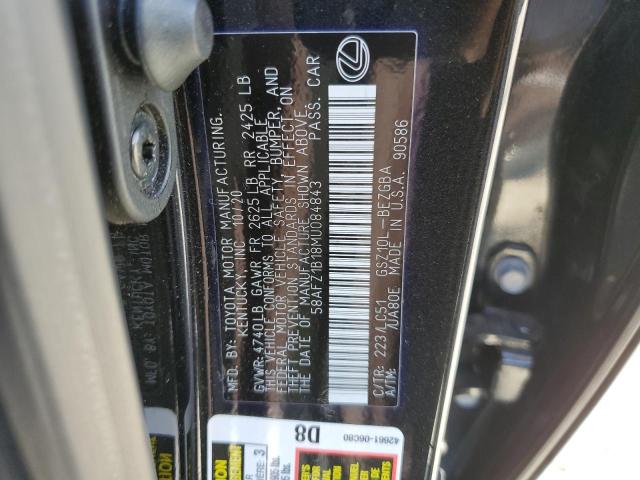 MFD. BY: TOYOTA MOTOR MANUFACTURING,
KENTUCKY, INC 10/20
GVWR: 4740LB GAWR FR 2625 LB RR 2425 LB
THIS VEHICLE CONFORMS TO ALL APPLICABLE
FEDERAL MOTOR VEHICLE SAFETY, BUMPER, AND
THEFT PREVENTION STANDARDS IN EFFECT ON
THE DATE OF MANUFACTURE SHOWN ABOVE.
58AFZ1B18MU084843 PASS. CAR
C/TR: 223/LC51 GSZ10L-BEZGBA
A/TM: /UA80E MADE IN U.S.A. 90586
D8
42661-06C80